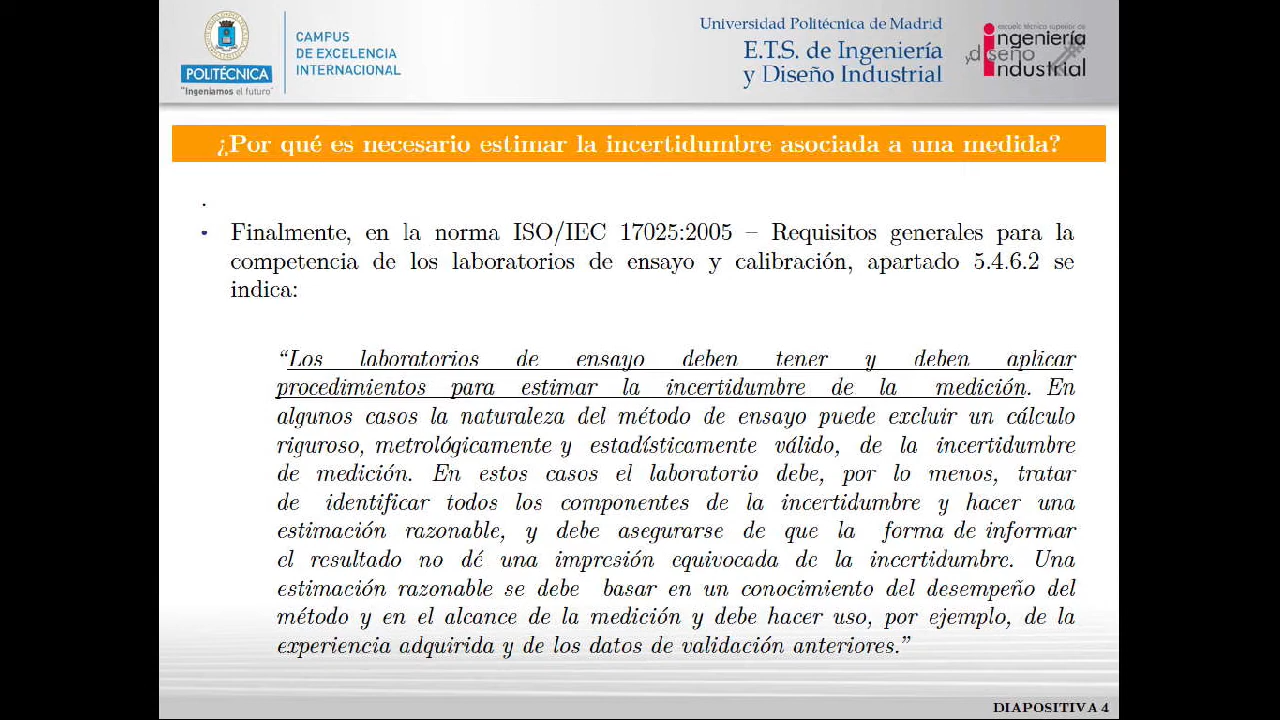 POLITÉCNICA
"Ingeniamos el futuro"
CAMPUS
DE EXCELENCIA
INTERNACIONAL
Universidad Politécnica de Madrid
E.T.S. de Ingeniería
y Diseño Industrial
escuela técnica superior de
ingeniería
y diseño
industrial
¿Por qué es necesario estimar la incertidumbre asociada a una medida?
.
• Finalmente, en la norma ISO/IEC 17025:2005 – Requisitos generales para la
competencia de los laboratorios de ensayo y calibración, apartado 5.4.6.2 se
indica:
“Los laboratorios de ensayo deben tener y deben aplicar
procedimientos para estimar la incertidumbre de la medición. En
algunos casos la naturaleza del método de ensayo puede excluir un cálculo
riguroso, metrológicamente y estadísticamente válido, de la incertidumbre
de medición. En estos casos el laboratorio debe, por lo menos, tratar
de identificar todos los componentes de la incertidumbre y hacer una
estimación razonable, y debe asegurarse de que la forma de informar
el resultado no dé una impresión equivocada de la incertidumbre. Una
estimación razonable se debe basar en un conocimiento del desempeño del
método y en el alcance de la medición y debe hacer uso, por ejemplo, de la
experiencia adquirida y de los datos de validación anteriores.”
DIAPOSITIVA 4